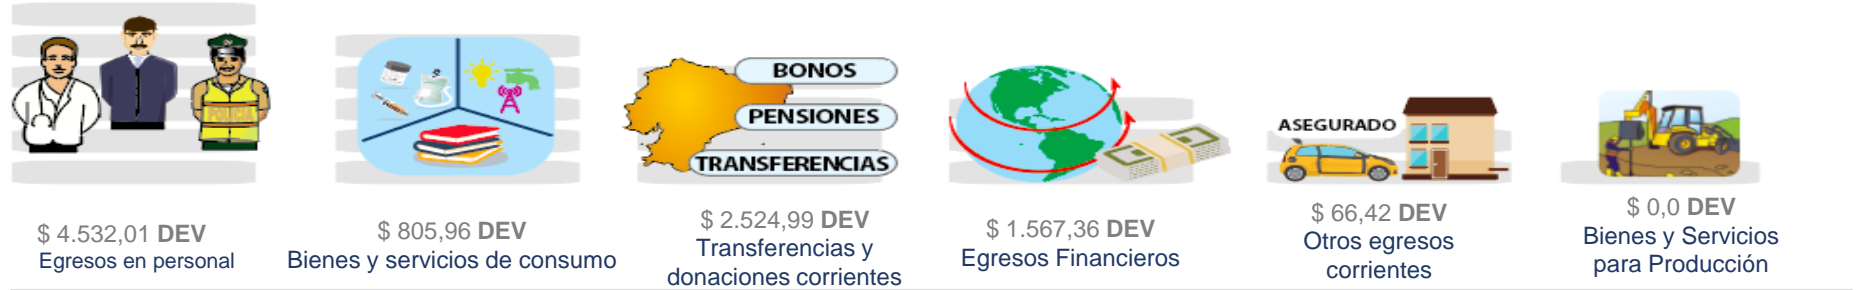 POLICIA
$ 4.532,01 DEV
Egresos en personal
$ 805,96 DEV
Bienes y servicios de consumo
BONOS
PENSIONES
TRANSFERENCIAS
$ 2.524,99 DEV
Transferencias y
donaciones corrientes
$ 1.567,36 DEV
Egresos Financieros
ASEGURADO
$ 66,42 DEV
Otros egresos
corrientes
$ 0,0 DEV
Bienes y Servicios
para Producción